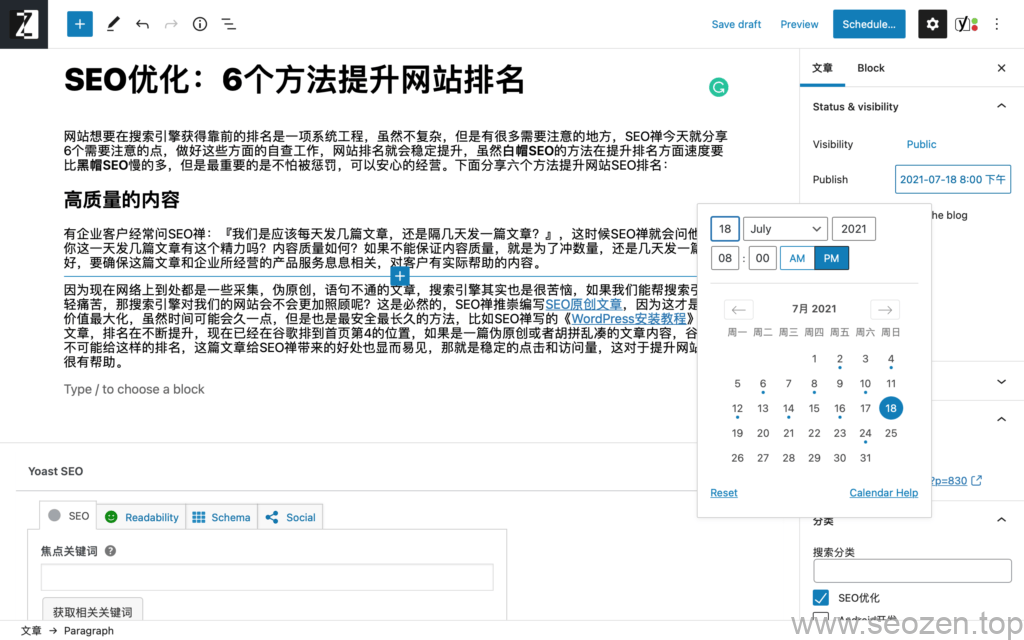 Save draft
Preview
Schedule...
SEO优化：6个方法提升网站排名
网站想要在搜索引擎获得靠前的排名是一项系统工程，虽然不复杂，但是有很多需要注意的地方，SEO禅今天就分享
6个需要注意的点，做好这些方面的自查工作，网站排名就会稳定提升，虽然白帽SEO的方法在提升排名方面速度要
比黑帽SEO慢的多，但是最重要的是不怕被惩罚，可以安心的经营。下面分享六个方法提升网站SEO排名：
高质量的内容
有企业客户经常问SEO禅：『我们是应该每天发几篇文章，还是隔几天发一篇文章？』，这时候SEO禅就会问他
你这一天发几篇文章有这个精力吗？内容质量如何？如果不能保证内容质量，就是为了冲数量，还是几天发一篇
好，要确保这篇文章和企业所经营的产品服务息息相关，对客户有实际帮助的内容。
因为现在网络上到处都是一些采集，伪原创，语句不通的文章，搜索引擎其实也是很苦恼，如果我们能帮搜索引
轻痛苦，那搜索引擎对我们的网站会不会更加照顾呢？这是必然的，SEO禅推崇编写SEO原创文章，因为这才是
价值最大化，虽然时间可能会久一点，但是也是最安全最长久的方法，比如SEO禅写的《WordPress安装教程》
文章，排名在不断提升，现在已经在谷歌排到首页第4的位置，如果是一篇伪原创或者胡拼乱凑的文章内容，谷
不可能给这样的排名，这篇文章给SEO禅带来的好处也显而易见，那就是稳定的点击和访问量，这对于提升网站
很有帮助。
Type / to choose a block
Yoast SEO
SEO
Readability
Schema
Social
焦点关键词
获取相关关键词
文章 → Paragraph
文章
Block
Status & visibility
Visibility
Public
Publish
2021-07-18 8:00 下午
he blog
18
July
2021
08 : 00
AM
PM
7月 2021
周一 周二 周三 周四 周五 周六 周日
1 2 3 4
5 6 7 8 9 10 11
12 13 14 15 16 17 18
19 20 21 22 23 24 25
26 27 28 29 30 31
Reset
Calendar Help
?p=830
分类
搜索分类
SEO优化
Android开发
www.seozen.top